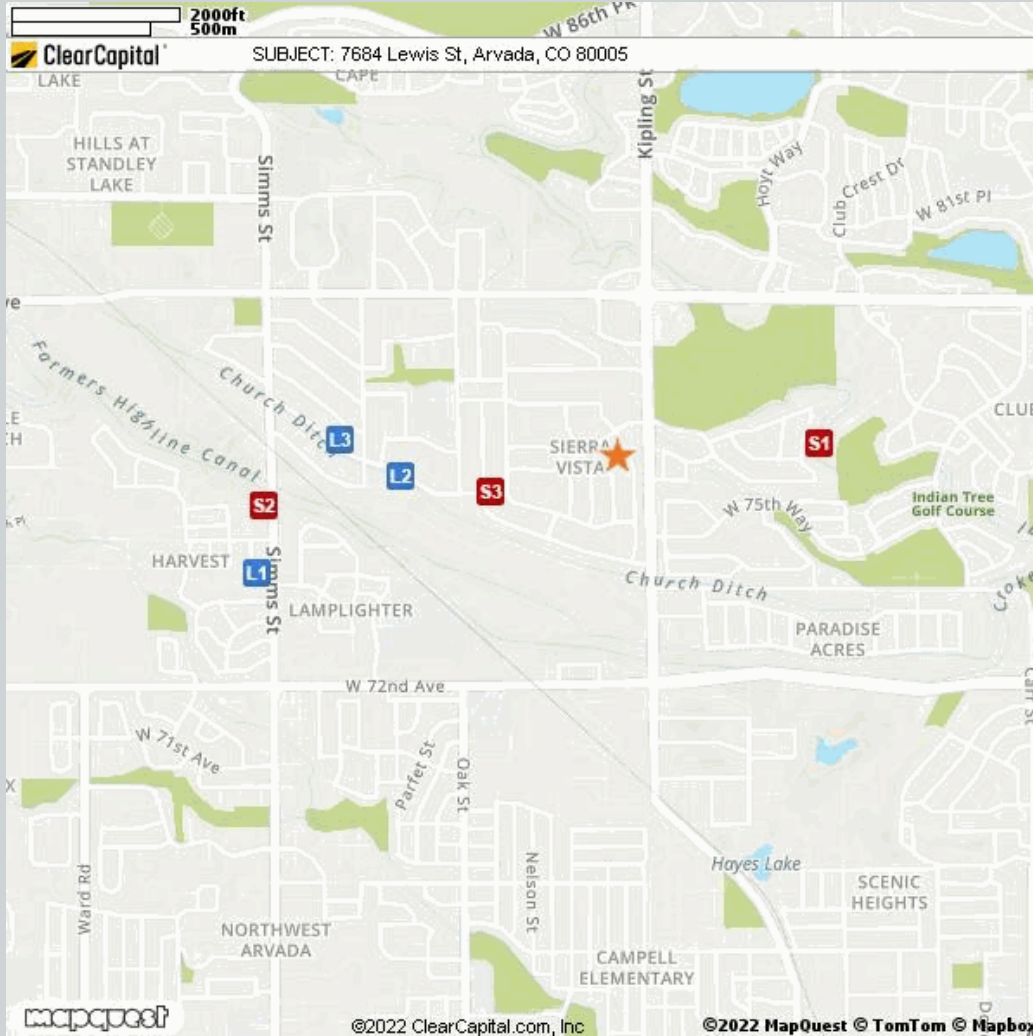 2000ft
500m
W 86th
ClearCapital
SUBJECT: 7684 Lewis St, Arvada, CO 80005
LAKE
CAPE
Kipling St
HILLS AT
STANDLEY
LAKE
Simms St
Hoyt Way
Club Crest Dr
W 81st Pl
Farmers Highline Canal
Church Ditch
L3
SIERRA
VISTA
S1
L2
S3
S2
W 75th Way
Indian Tree
Golf Course
HARVEST
L1
Simms St
LAMPLIGHTER
Church Ditch
PARADISE
ACRES
W 72nd Ave
W 71st Ave
Parfet St
Oak St
Ward Rd
Nelson St
Hayes Lake
SCENIC
HEIGHTS
NORTHWEST
ARVADA
CAMPELL
ELEMENTARY
mapquest
©2022 ClearCapital.com, Inc
©2022 MapQuest © TomTom © Mapbox